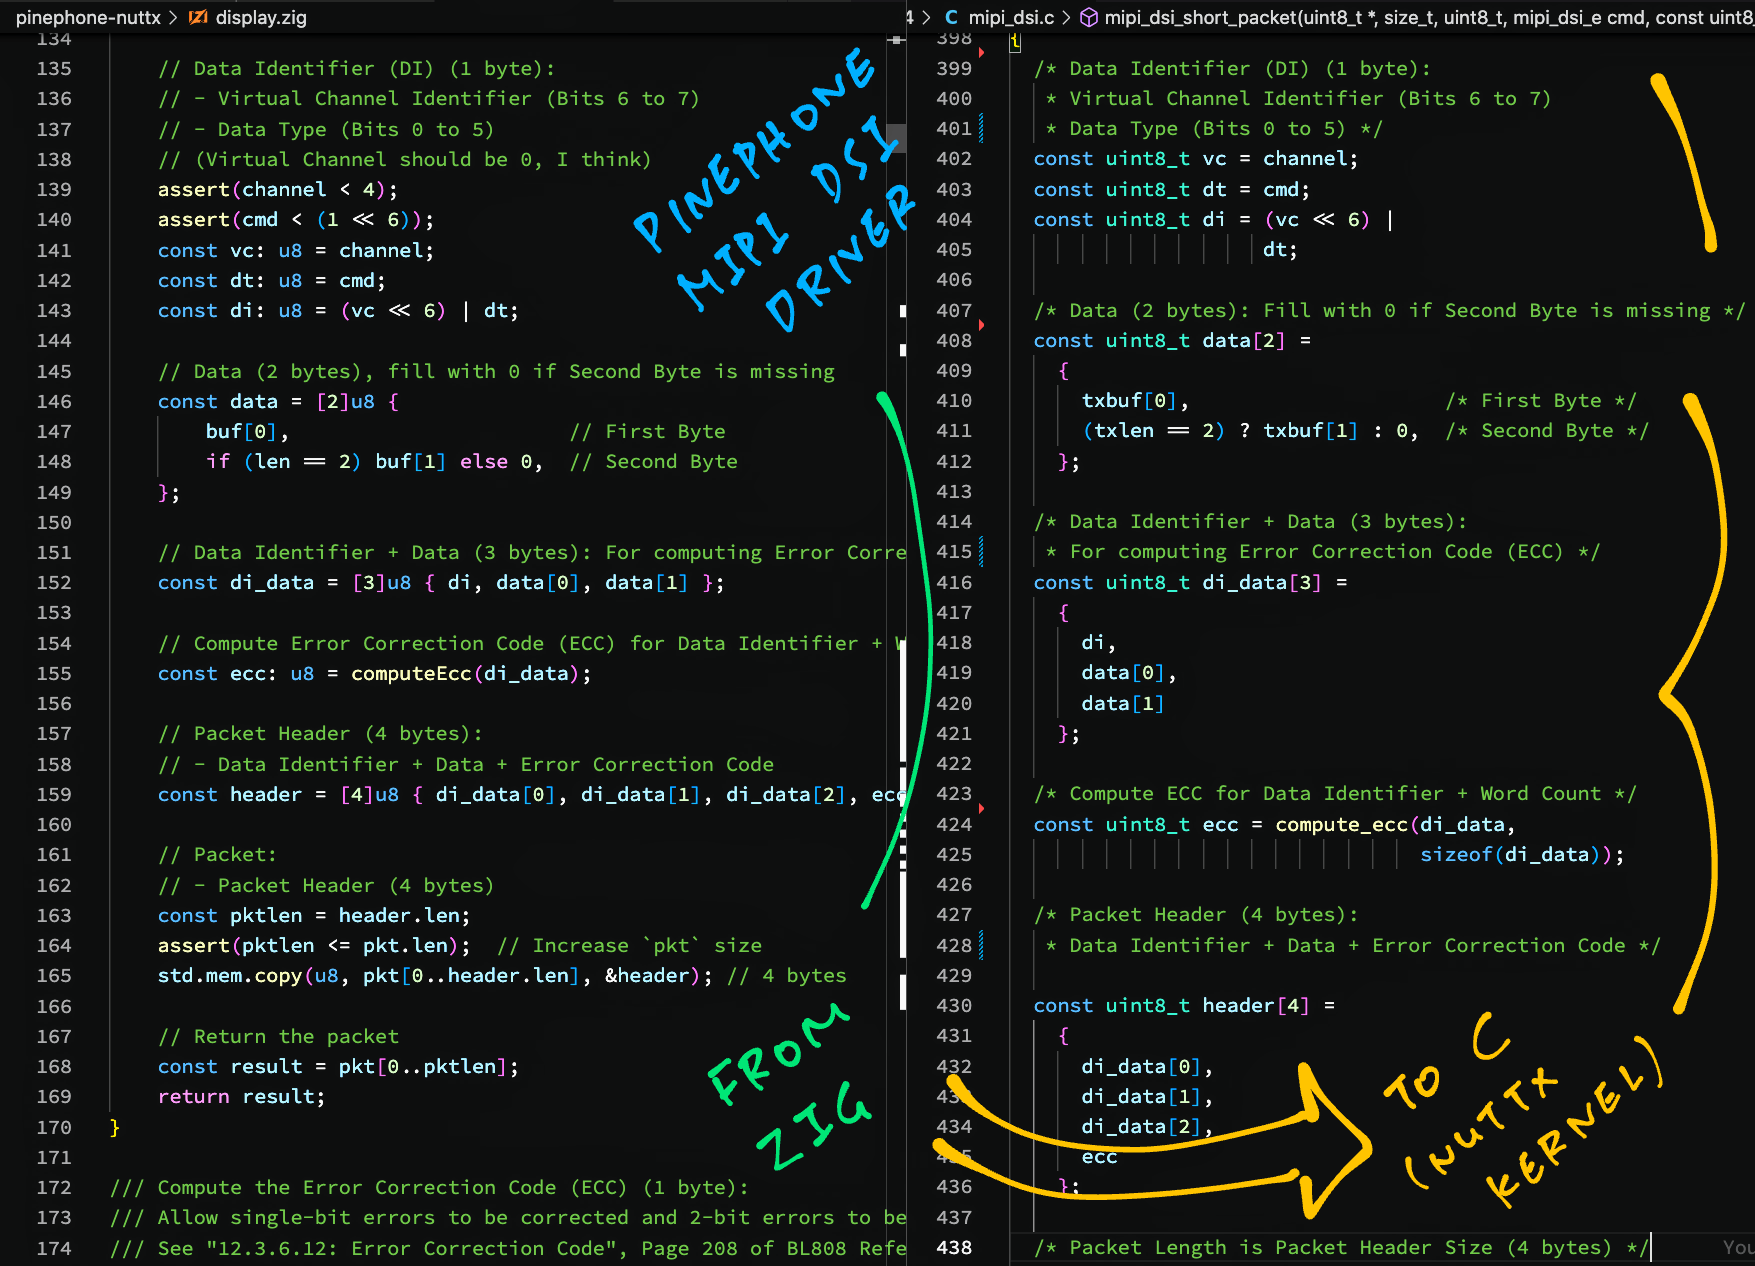 pinephone-nuttx > display.zig
134
135 // Data Identifier (DI) (1 byte):
136 // - Virtual Channel Identifier (Bits 6 to 7)
137 // - Data Type (Bits 0 to 5)
138 // (Virtual Channel should be 0, I think)
139 assert(channel < 4);
140 assert(cmd < (1 << 6));
141 const vc: u8 = channel;
142 const dt: u8 = cmd;
143 const di: u8 = (vc << 6) | dt;
144
145 // Data (2 bytes), fill with 0 if Second Byte is missing
146 const data = [2]u8 {
147 buf[0], // First Byte
148 if (len == 2) buf[1] else 0, // Second Byte
149 };
150
151 // Data Identifier + Data (3 bytes): For computing Error Corre
152 const di_data = [3]u8 { di, data[0], data[1] };
153
154 // Compute Error Correction Code (ECC) for Data Identifier + W
155 const ecc: u8 = computeEcc(di_data);
156
157 // Packet Header (4 bytes):
158 // - Data Identifier + Data + Error Correction Code
159 const header = [4]u8 { di_data[0], di_data[1], di_data[2], ecc
160
161 // Packet:
162 // - Packet Header (4 bytes)
163 const pktlen = header.len;
164 assert(pktlen <= pkt.len); // Increase `pkt` size
165 std.mem.copy(u8, pkt[0..header.len], &header); // 4 bytes
166
167 // Return the packet
168 const result = pkt[0..pktlen];
169 return result;
170 }
171
172 /// Compute the Error Correction Code (ECC) (1 byte):
173 /// Allow single-bit errors to be corrected and 2-bit errors to be
174 /// See "12.3.6.12: Error Correction Code", Page 208 of BL808 Refe
PINEPHONE
MIPI DSI
DRIVER
FROM
ZIG
4 > C mipi_dsi.c > mipi_dsi_short_packet(uint8_t *, size_t, uint8_t, mipi_dsi_e cmd, const uint8_
398 {
399 /* Data Identifier (DI) (1 byte):
400 * Virtual Channel Identifier (Bits 6 to 7)
401 * Data Type (Bits 0 to 5) */
402 const uint8_t vc = channel;
403 const uint8_t dt = cmd;
404 const uint8_t di = (vc << 6) |
405 dt;
406
407 /* Data (2 bytes): Fill with 0 if Second Byte is missing */
408 const uint8_t data[2] =
409 {
410 txbuf[0], /* First Byte */
411 (txlen == 2) ? txbuf[1] : 0, /* Second Byte */
412 };
413
414 /* Data Identifier + Data (3 bytes):
415 * For computing Error Correction Code (ECC) */
416 const uint8_t di_data[3] =
417 {
418 di,
419 data[0],
420 data[1]
421 };
422
423 /* Compute ECC for Data Identifier + Word Count */
424 const uint8_t ecc = compute_ecc(di_data,
425 sizeof(di_data));
426
427 /* Packet Header (4 bytes):
428 * Data Identifier + Data + Error Correction Code */
429
430 const uint8_t header[4] =
431 {
432 di_data[0],
433 di_data[1],
434 di_data[2],
435 ecc
436 };
437
438 /* Packet Length is Packet Header Size (4 bytes) */ You
TO C
(NUTTX
KERNEL)